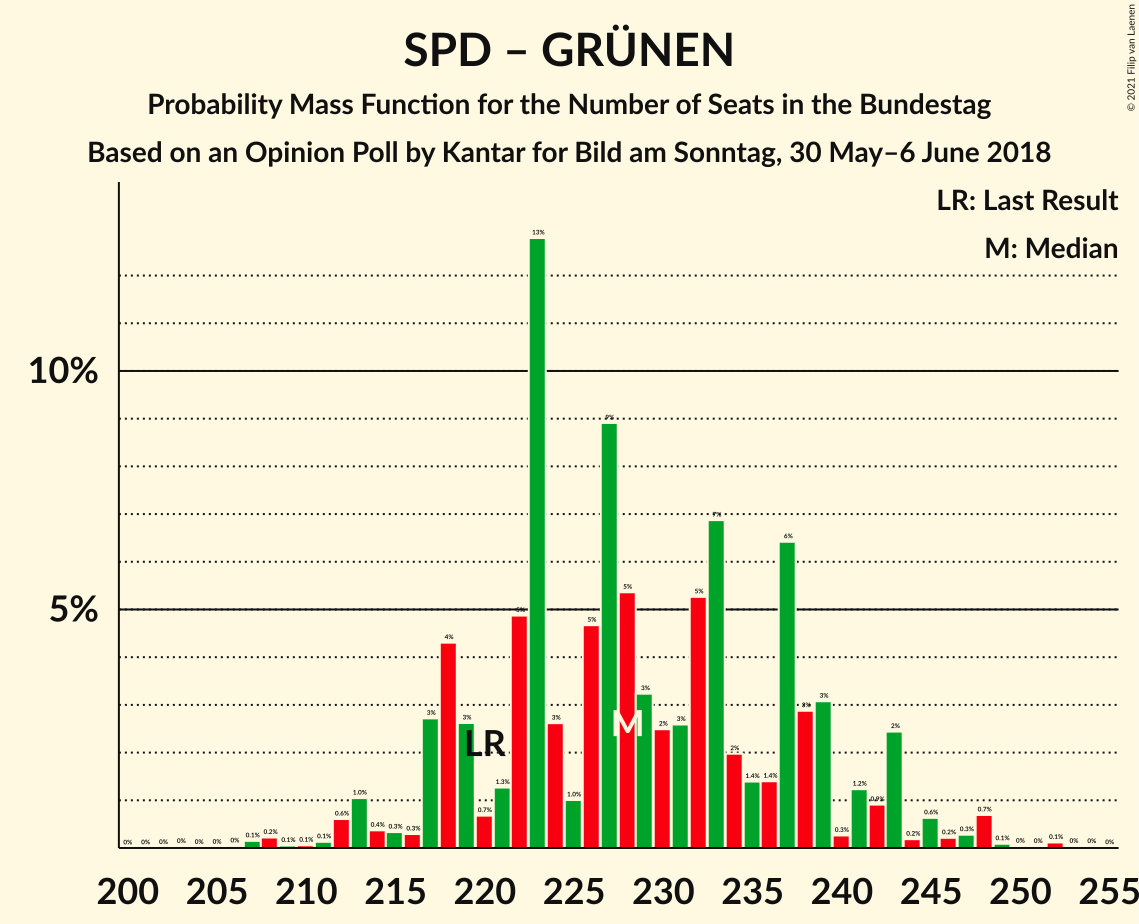 © 2021 Filip van Laenen
SPD – GRÜNEN
Probability Mass Function for the Number of Seats in the Bundestag
Based on an Opinion Poll by Kantar for Bild am Sonntag, 30 May–6 June 2018
LR: Last Result
M: Median
10%
5%
0% 0% 0% 0% 0% 0% 0% 0.1% 0.2% 0.1% 0.1% 0.1% 0.6% 1.0% 0.4% 0.3% 0.3% 3% 4% 3% 0.7% 1.3% 5% 13% 3% 1.0% 5% 9% 5% 3% 2% 3% 5% 7% 2% 1.4% 1.4% 6% 3% 3% 0.3% 1.2% 0.9% 2% 0.2% 0.6% 0.2% 0.3% 0.7% 0.1% 0% 0% 0.1% 0% 0% 0%
LR
M
200 205 210 215 220 225 230 235 240 245 250 255